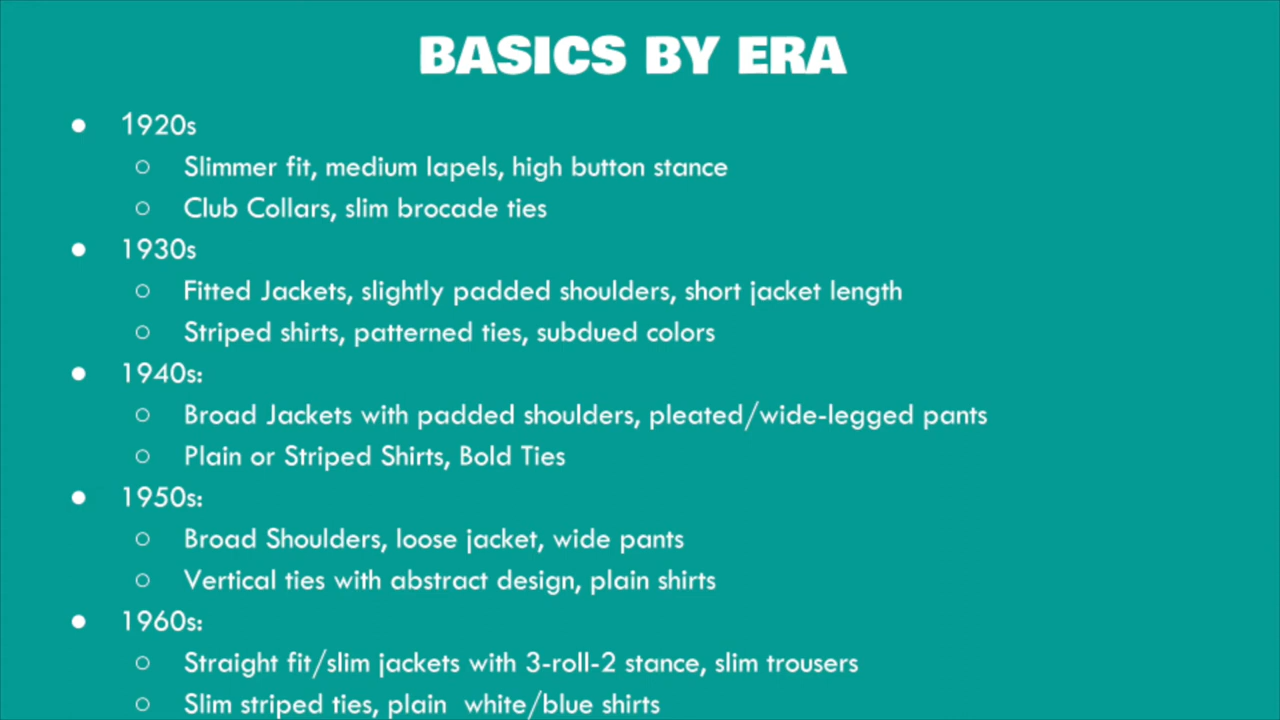 BASICS BY ERA
● 1920s
○ Slimmer fit, medium lapels, high button stance
○ Club Collars, slim brocade ties
● 1930s
○ Fitted Jackets, slightly padded shoulders, short jacket length
○ Striped shirts, patterned ties, subdued colors
● 1940s:
○ Broad Jackets with padded shoulders, pleated/wide-legged pants
○ Plain or Striped Shirts, Bold Ties
● 1950s:
○ Broad Shoulders, loose jacket, wide pants
○ Vertical ties with abstract design, plain shirts
● 1960s:
○ Straight fit/slim jackets with 3-roll-2 stance, slim trousers
○ Slim striped ties, plain  white/blue shirts